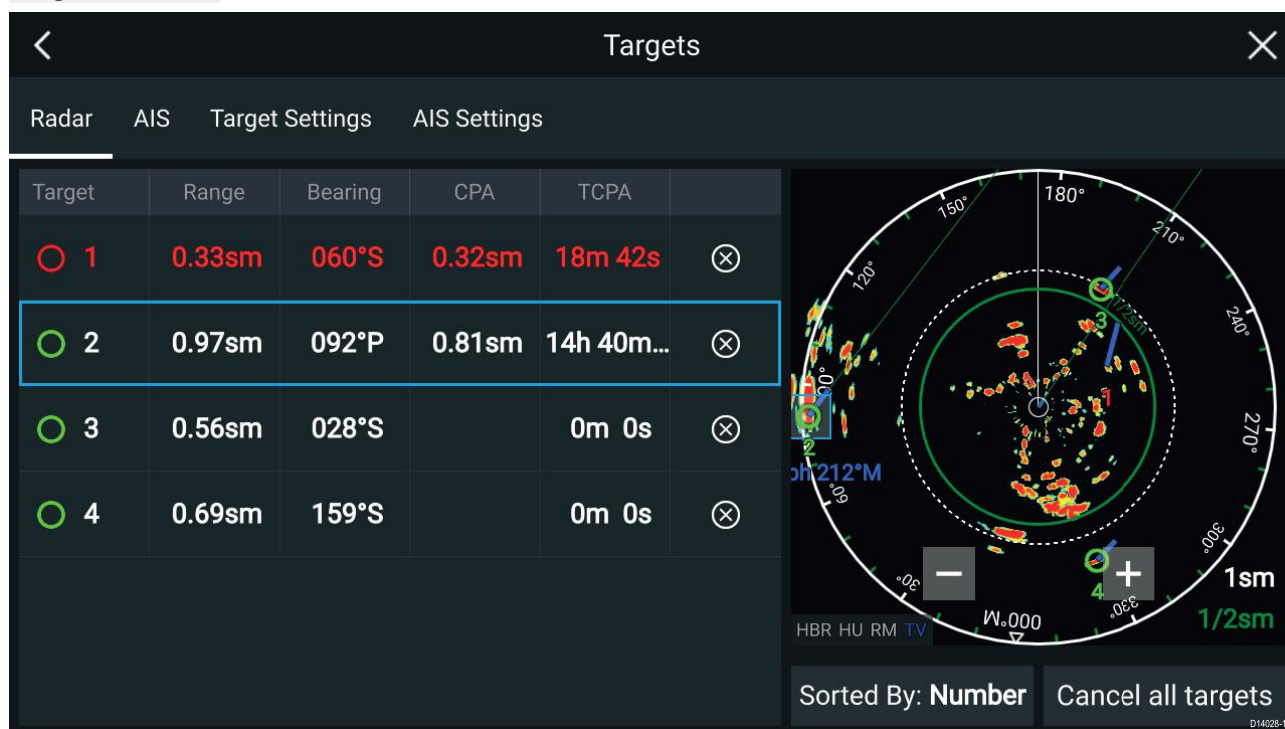 Targets
Radar AIS Target Settings AIS Settings
Target Range Bearing CPA TCPA
1 0.33sm 060°S 0.32sm 18m 42s
2 0.97sm 092°P 0.81sm 14h 40m...
3 0.56sm 028°S 0m 0s
4 0.69sm 159°S 0m 0s
150°
180°
210°
120°
240°
3
1/2sm
1
270°
2
212°M
60°
300°
30°
000°M
330°
4
−
+
1sm
1/2sm
HBR HU RM TV
Sorted By: Number
Cancel all targets
D14028-1